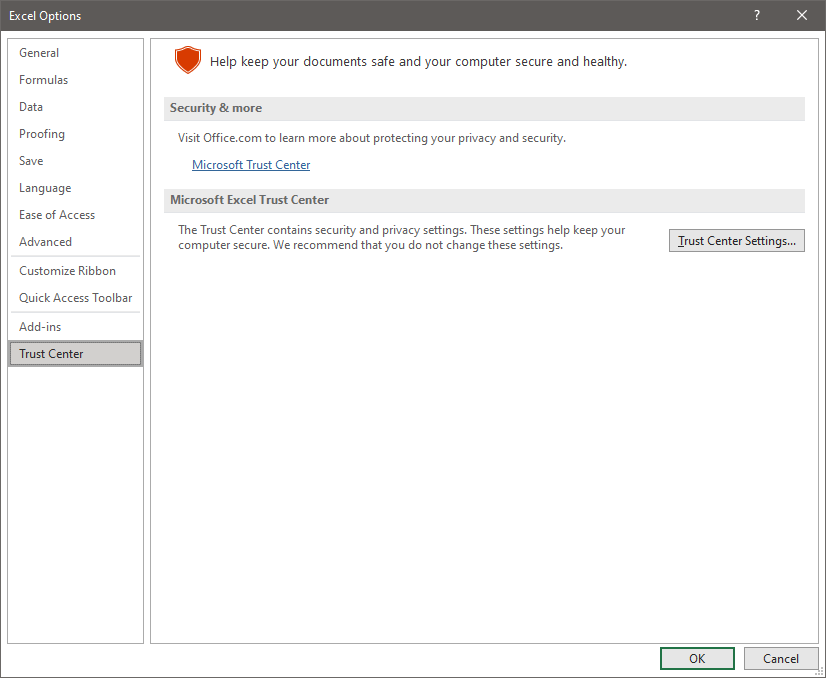 Excel Options
?
General
Formulas
Data
Proofing
Save
Language
Ease of Access
Advanced
Customize Ribbon
Quick Access Toolbar
Add-ins
Trust Center
Help keep your documents safe and your computer secure and healthy.
Security & more
Visit Office.com to learn more about protecting your privacy and security.
Microsoft Trust Center
Microsoft Excel Trust Center
The Trust Center contains security and privacy settings. These settings help keep your
computer secure. We recommend that you do not change these settings.
Trust Center Settings...
OK
Cancel